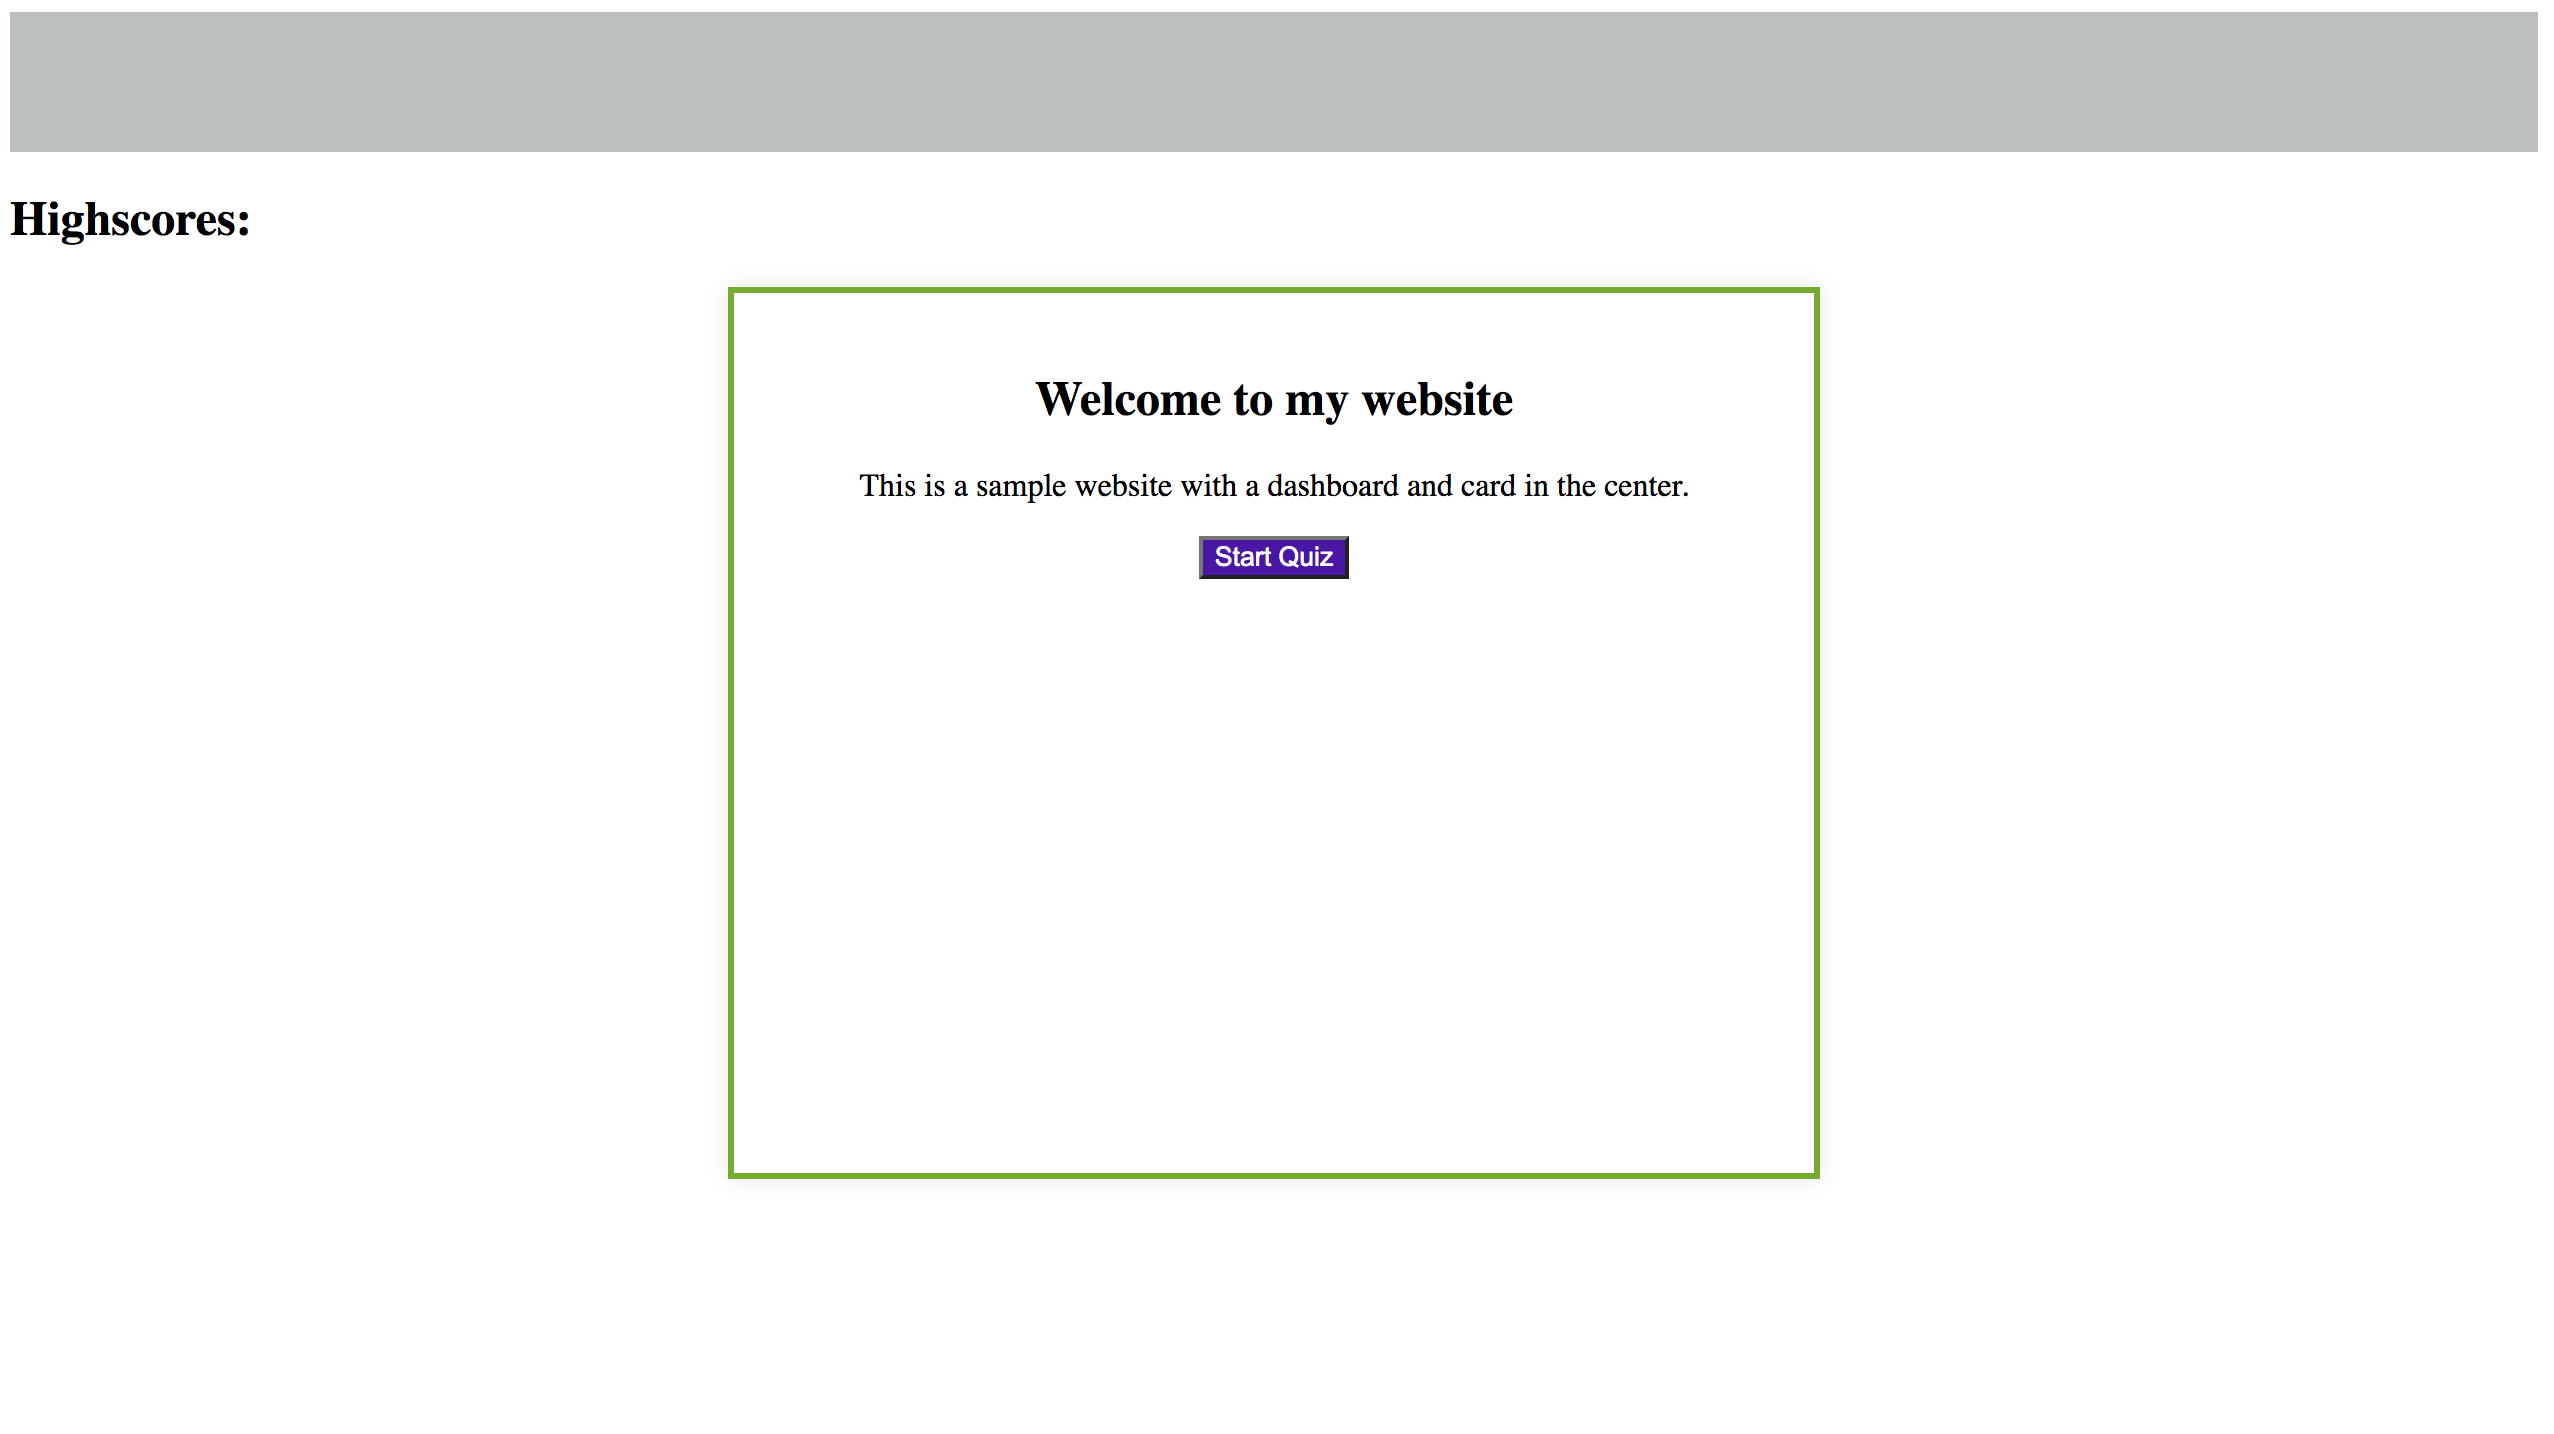 Highscores:
Welcome to my website
This is a sample website with a dashboard and card in the center.
Start Quiz